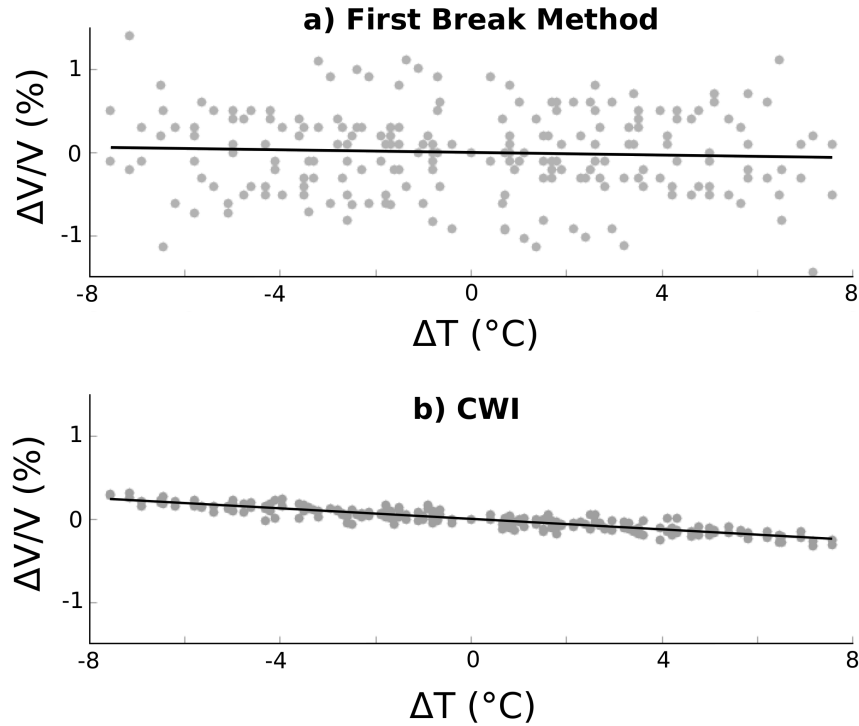 a) First Break Method
ΔV/V (%)
1
0
-1
-8 -4 0 4 8
ΔT (°C)
b) CWI
ΔV/V (%)
1
0
-1
-8 -4 0 4 8
ΔT (°C)